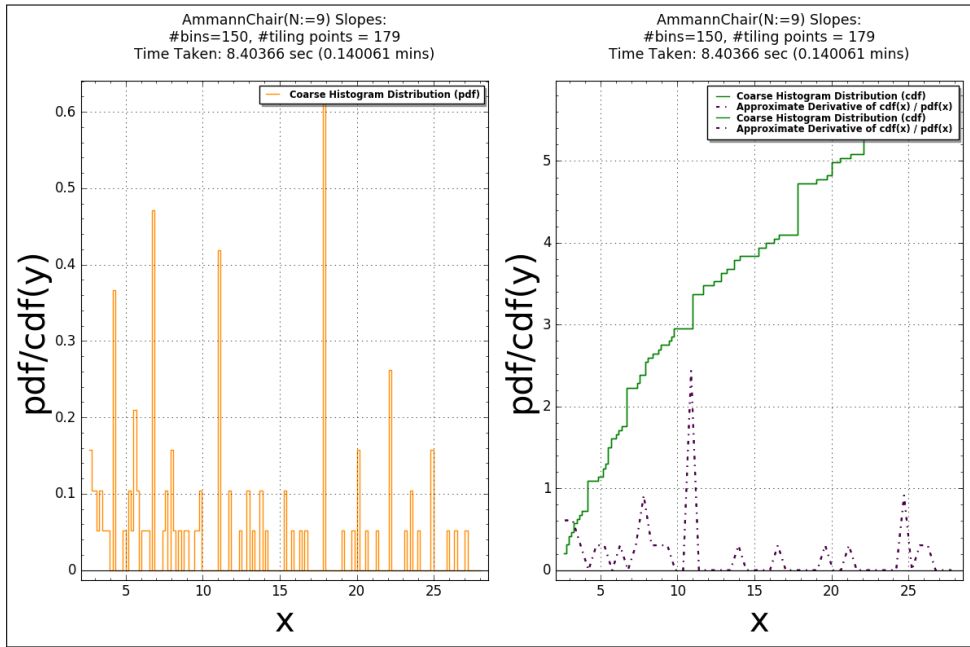 AmmannChair(N:=9) Slopes:
#bins=150, #tiling points = 179
Time Taken: 8.40366 sec (0.140061 mins)
Coarse Histogram Distribution (pdf)
0.6
0.5
0.4
0.3
0.2
0.1
0
pdf/cdf(y)
5
10
15
20
25
x
AmmannChair(N:=9) Slopes:
#bins=150, #tiling points = 179
Time Taken: 8.40366 sec (0.140061 mins)
Coarse Histogram Distribution (cdf)
Approximate Derivative of cdf(x) / pdf(x)
Coarse Histogram Distribution (cdf)
Approximate Derivative of cdf(x) / pdf(x)
5
4
3
2
1
0
pdf/cdf(y)
5
10
15
20
25
x